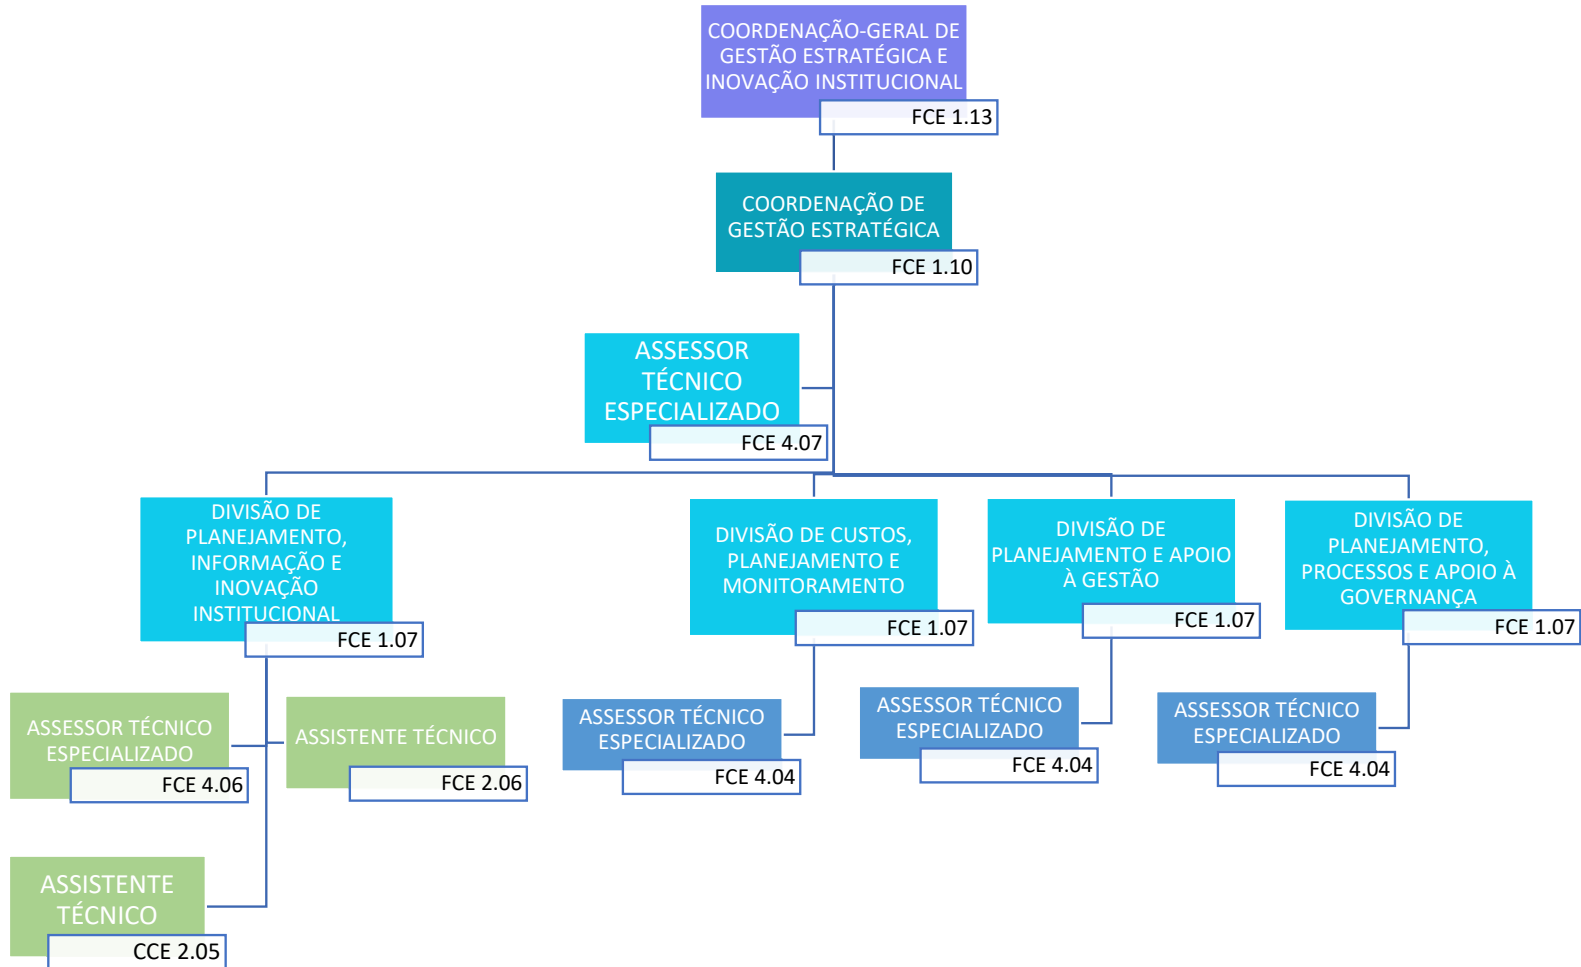 COORDENAÇÃO-GERAL DE
GESTÃO ESTRATÉGICA E
INOVAÇÃO INSTITUCIONAL
FCE 1.13
COORDENAÇÃO DE
GESTÃO ESTRATÉGICA
FCE 1.10
ASSESSOR
TÉCNICO
ESPECIALIZADO
FCE 4.07
DIVISÃO DE
PLANEJAMENTO,
INFORMAÇÃO E
INOVAÇÃO
INSTITUCIONAL
FCE 1.07
DIVISÃO DE CUSTOS,
PLANEJAMENTO E
MONITORAMENTO
FCE 1.07
DIVISÃO DE
PLANEJAMENTO E APOIO
À GESTÃO
FCE 1.07
DIVISÃO DE
PLANEJAMENTO,
PROCESSOS E APOIO À
GOVERNANÇA
FCE 1.07
ASSESSOR TÉCNICO
ESPECIALIZADO
FCE 4.06
ASSISTENTE TÉCNICO
FCE 2.06
ASSESSOR TÉCNICO
ESPECIALIZADO
FCE 4.04
ASSESSOR TÉCNICO
ESPECIALIZADO
FCE 4.04
ASSESSOR TÉCNICO
ESPECIALIZADO
FCE 4.04
ASSISTENTE
TÉCNICO
CCE 2.05